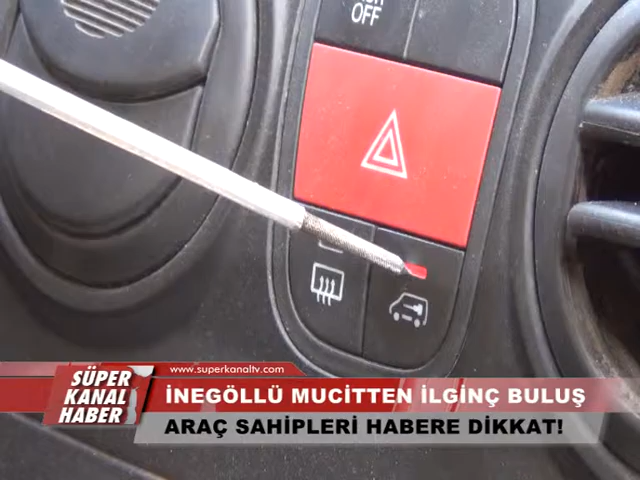 OFF
www.superkanaltv.com
SÜPER
KANAL
HABER
İNEGÖLLÜ MUCİTTEN İLGİNÇ BULUŞ
ARAÇ SAHİPLERİ HABERE DİKKAT!